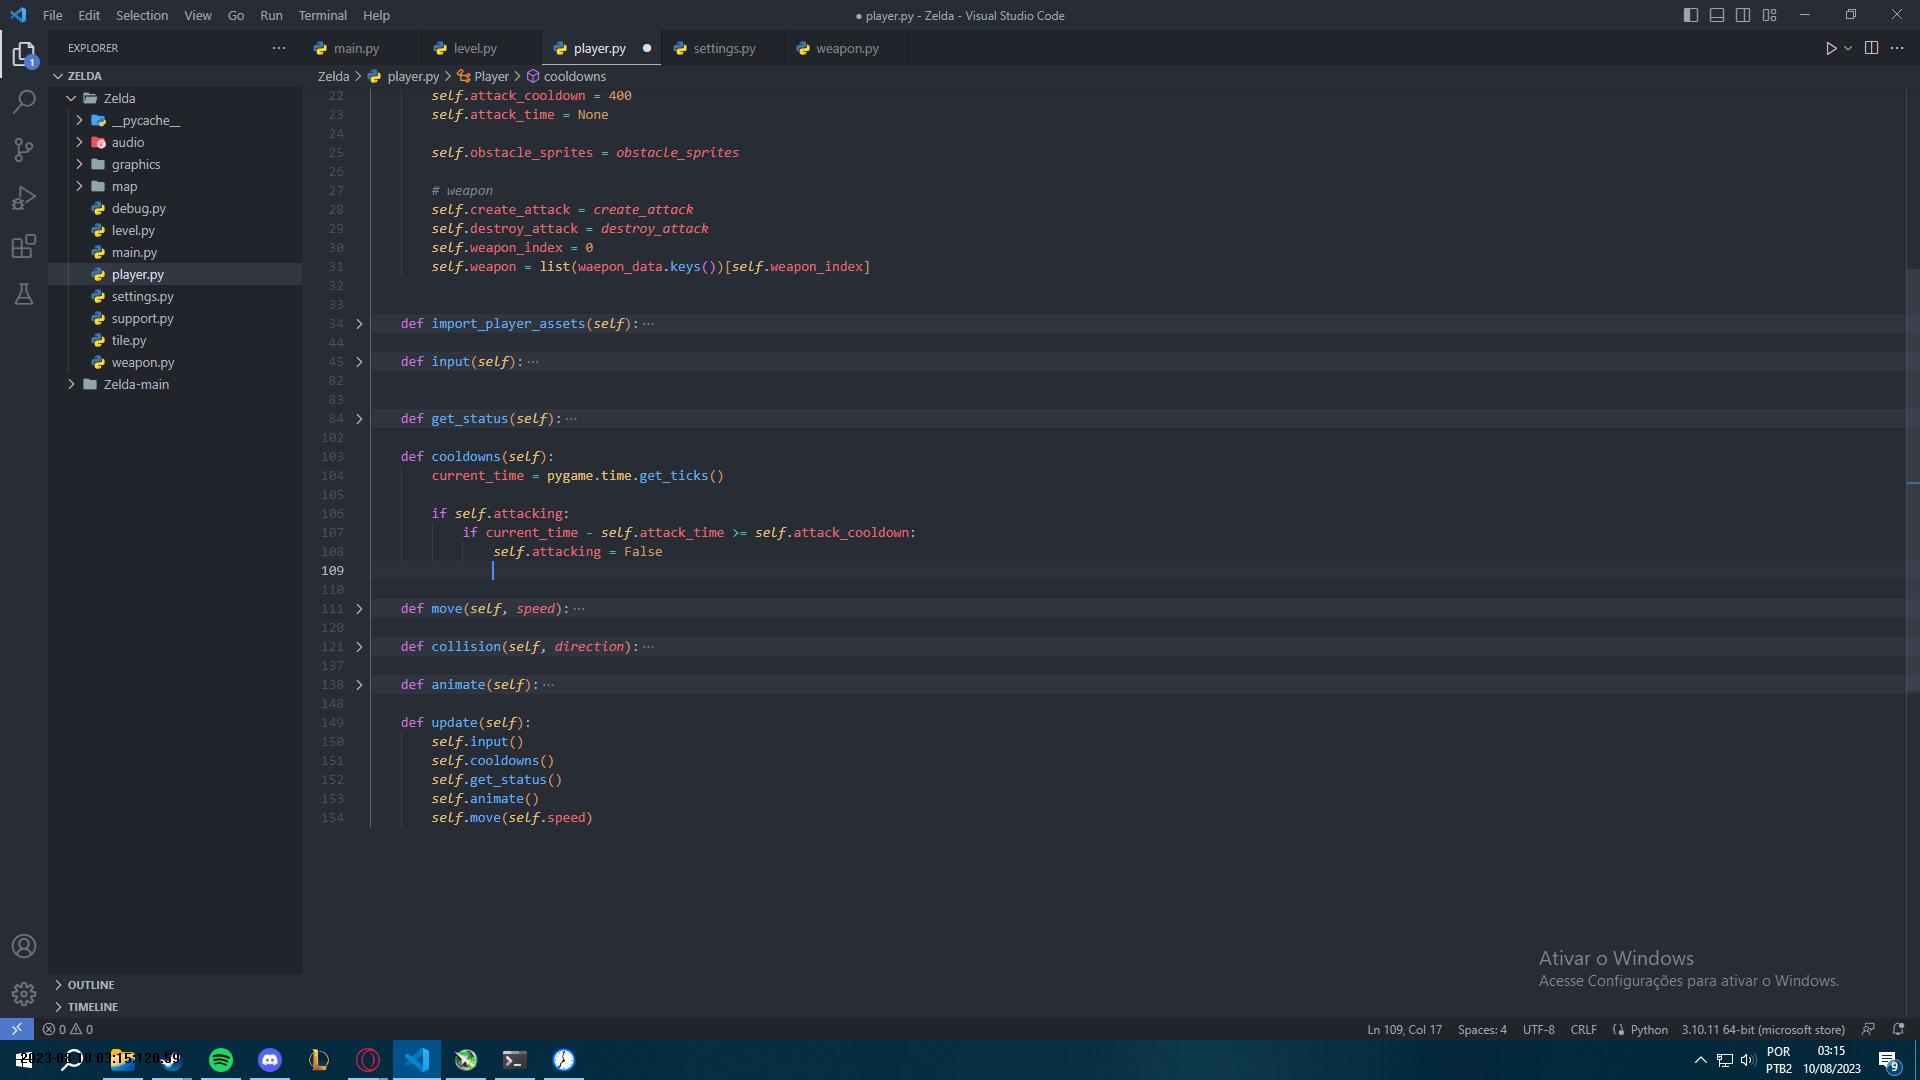 File Edit Selection View Go Run Terminal Help
● player.py - Zelda - Visual Studio Code
EXPLORER
main.py
level.py
player.py
settings.py
weapon.py
ZELDA
Zelda > player.py > Player > cooldowns
Zelda
__pycache__
audio
graphics
map
debug.py
level.py
main.py
player.py
settings.py
support.py
tile.py
weapon.py
Zelda-main
OUTLINE
TIMELINE
1
22 self.attack_cooldown = 400
23 self.attack_time = None
24
25 self.obstacle_sprites = obstacle_sprites
26
27 # weapon
28 self.create_attack = create_attack
29 self.destroy_attack = destroy_attack
30 self.weapon_index = 0
31 self.weapon = list(waepon_data.keys())[self.weapon_index]
32
33
34 def import_player_assets(self): ···
44
45 def input(self): ···
82
83
84 def get_status(self): ···
102
103 def cooldowns(self):
104 current_time = pygame.time.get_ticks()
105
106 if self.attacking:
107 if current_time - self.attack_time >= self.attack_cooldown:
108 self.attacking = False
109
110
111 def move(self, speed): ···
120
121 def collision(self, direction): ···
137
138 def animate(self): ···
148
149 def update(self):
150 self.input()
151 self.cooldowns()
152 self.get_status()
153 self.animate()
154 self.move(self.speed)
Ativar o Windows
Acesse Configurações para ativar o Windows.
0 0
Ln 109, Col 17 Spaces: 4 UTF-8 CRLF Python 3.10.11 64-bit (microsoft store)
POR
PTB2
03:15
10/08/2023
9